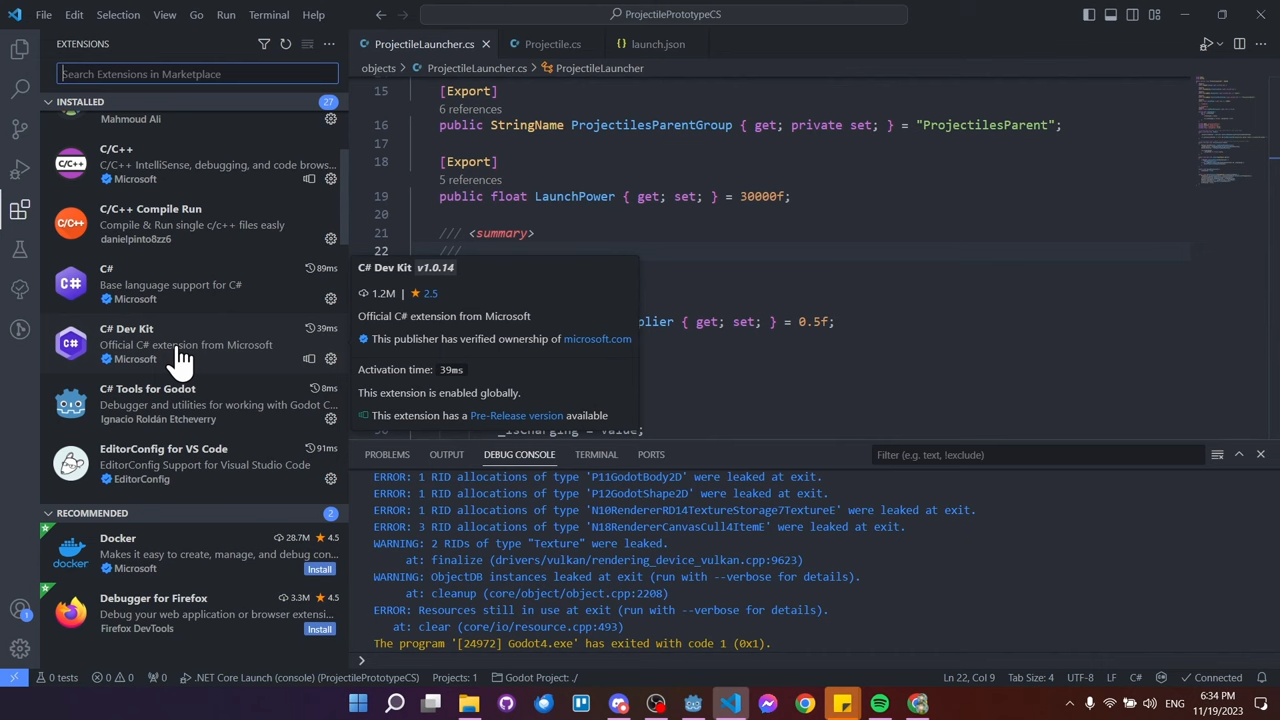 File Edit Selection View Go Run Terminal Help
ProjectilePrototypeCS
EXTENSIONS
Search Extensions in Marketplace
INSTALLED 27
Mahmoud Ali
C/C++
C/C++
C/C++ IntelliSense, debugging, and code brows...
Microsoft
C/C++ Compile Run
C/C++
Compile & Run single c/c++ files easly
danielpinto8zz6
C# 89ms
C#
Base language support for C#
Microsoft
C# Dev Kit 39ms
C#
Official C# extension from Microsoft
Microsoft
C# Tools for Godot 8ms
Debugger and utilities for working with Godot C...
Ignacio Roldán Etcheverry
EditorConfig for VS Code 91ms
EditorConfig Support for Visual Studio Code
EditorConfig
RECOMMENDED 2
Docker 28.7M 4.5
Makes it easy to create, manage, and debug con...
docker
Microsoft Install
Debugger for Firefox 3.3M 4.5
Debug your web application or browser extensi...
Firefox DevTools Install
ProjectileLauncher.cs Projectile.cs launch.json
objects > ProjectileLauncher.cs > ProjectileLauncher
15 [Export]
6 references
16 public StringName ProjectilesParentGroup { get; private set; } = "ProjectilesParent";
17
18 [Export]
5 references
19 public float LaunchPower { get; set; } = 30000f;
20
21 /// <summary>
22 ///
C# Dev Kit v1.0.14
1.2M | 2.5
Official C# extension from Microsoft
plier { get; set; } = 0.5f;
This publisher has verified ownership of microsoft.com
Activation time: 39ms
This extension is enabled globally.
This extension has a Pre-Release version available
_isCharging = value;
PROBLEMS OUTPUT DEBUG CONSOLE TERMINAL PORTS
Filter (e.g. text, !exclude)
ERROR: 1 RID allocations of type 'P11GodotBody2D' were leaked at exit.
ERROR: 1 RID allocations of type 'P12GodotShape2D' were leaked at exit.
ERROR: 1 RID allocations of type 'N10RendererRD14TextureStorage7TextureE' were leaked at exit.
ERROR: 3 RID allocations of type 'N18RendererCanvasCull4ItemE' were leaked at exit.
WARNING: 2 RIDs of type "Texture" were leaked.
at: finalize (drivers/vulkan/rendering_device_vulkan.cpp:9623)
WARNING: ObjectDB instances leaked at exit (run with --verbose for details).
at: cleanup (core/object/object.cpp:2208)
ERROR: Resources still in use at exit (run with --verbose for details).
at: clear (core/io/resource.cpp:493)
The program '[24972] Godot4.exe' has exited with code 1 (0x1).
1
0 tests 0 0 0 .NET Core Launch (console) (ProjectilePrototypeCS) Projects: 1 Godot Project: ./ Ln 22, Col 9 Tab Size: 4 UTF-8 LF C# Connected
ENG 6:34 PM
11/19/2023